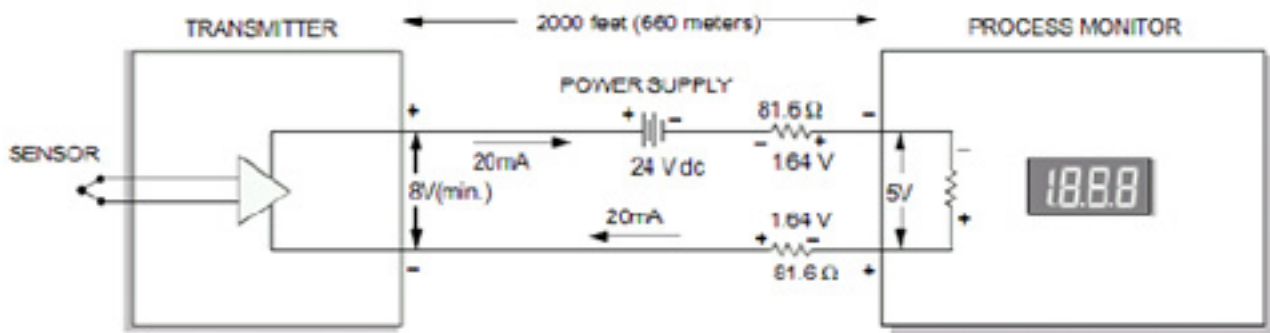 2000 feet (660 meters)
TRANSMITTER
PROCESS MONITOR
POWER SUPPLY
+
+ −
81.6 Ω
−
SENSOR
20mA
24 V dc
− +
1.64 V
−
8V(min.)
5V
18.8.8
20mA
1.64 V
+
+ −
−
81.6 Ω
+